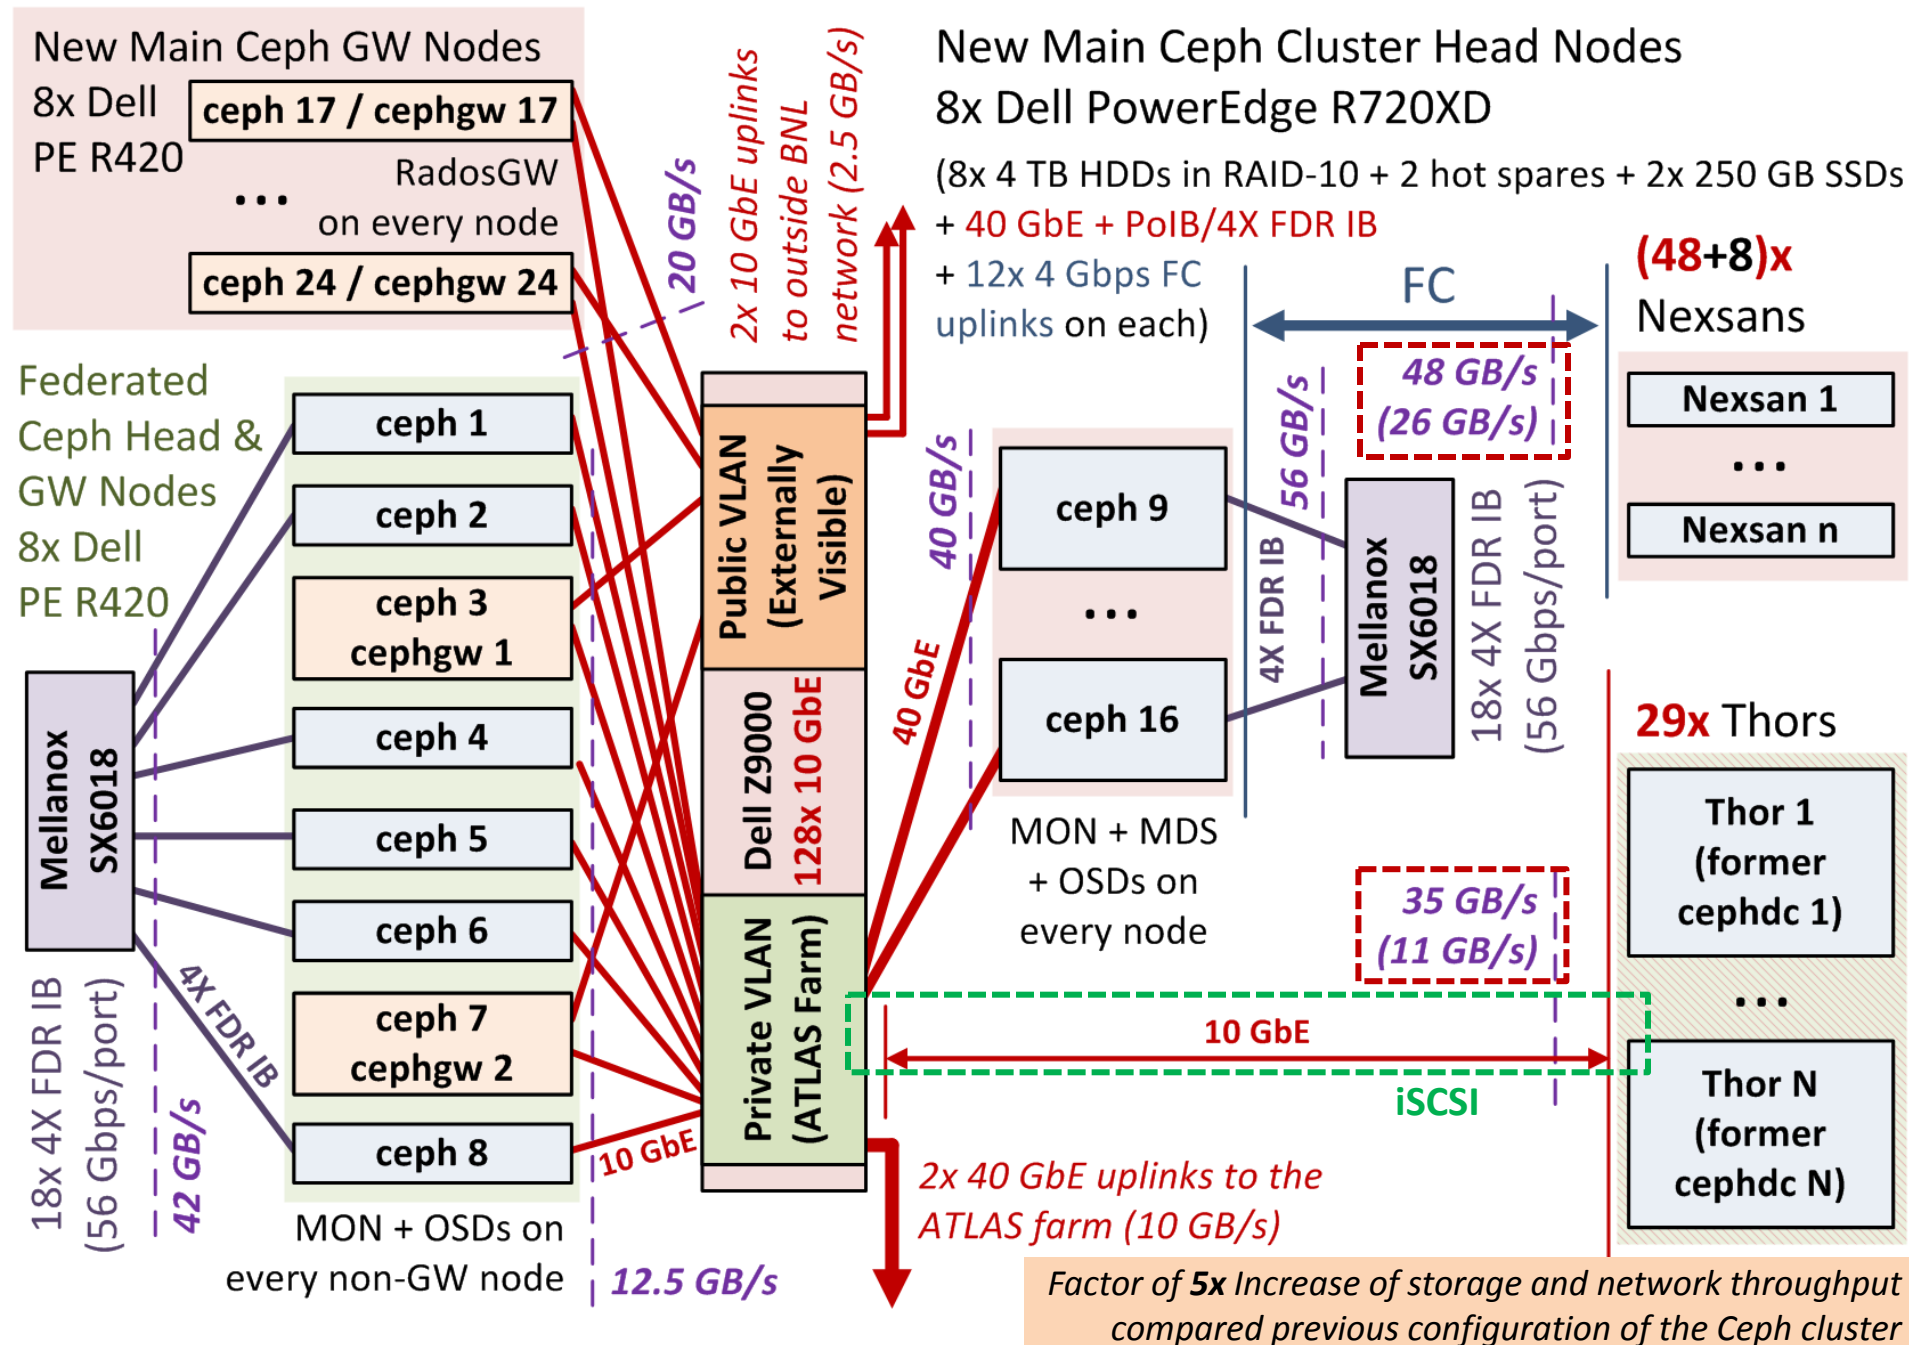 New Main Ceph GW Nodes
8x Dell
PE R420
ceph 17 / cephgw 17
RadosGW
on every node
...
ceph 24 / cephgw 24
20 GB/s
2x 10 GbE uplinks
to outside BNL
network (2.5 GB/s)
New Main Ceph Cluster Head Nodes
8x Dell PowerEdge R720XD
(8x 4 TB HDDs in RAID-10 + 2 hot spares + 2x 250 GB SSDs
+ 40 GbE + PoIB/4X FDR IB
+ 12x 4 Gbps FC
uplinks on each)
FC
(48+8)x
Nexsans
Nexsan 1
...
Nexsan n
48 GB/s
(26 GB/s)
56 GB/s
Federated
Ceph Head &
GW Nodes
8x Dell
PE R420
ceph 1
ceph 2
ceph 3
cephgw 1
ceph 4
ceph 5
ceph 6
ceph 7
cephgw 2
ceph 8
Mellanox
SX6018
18x 4X FDR IB
(56 Gbps/port)
42 GB/s
4X FDR IB
MON + OSDs on
every non-GW node
12.5 GB/s
10 GbE
Public VLAN
(Externally
Visible)
Dell Z9000
128x 10 GbE
Private VLAN
(ATLAS Farm)
40 GbE
40 GB/s
ceph 9
...
ceph 16
MON + MDS
+ OSDs on
every node
4X FDR IB
Mellanox
SX6018
18x 4X FDR IB
(56 Gbps/port)
35 GB/s
(11 GB/s)
10 GbE
iSCSI
29x Thors
Thor 1
(former
cephdc 1)
...
Thor N
(former
cephdc N)
2x 40 GbE uplinks to the
ATLAS farm (10 GB/s)
Factor of 5x Increase of storage and network throughput
compared previous configuration of the Ceph cluster